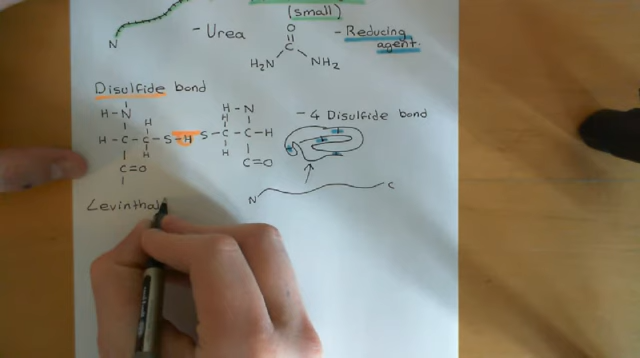 (small)
N
- Urea
O
C
H₂N NH₂
- Reducing
agent.
Disulfide bond
H-N
H
H-C-C-S-H
H
C=O
H-N
H
S-C-C-H
H
C=O
- 4 Disulfide bond
N C
Levinthal